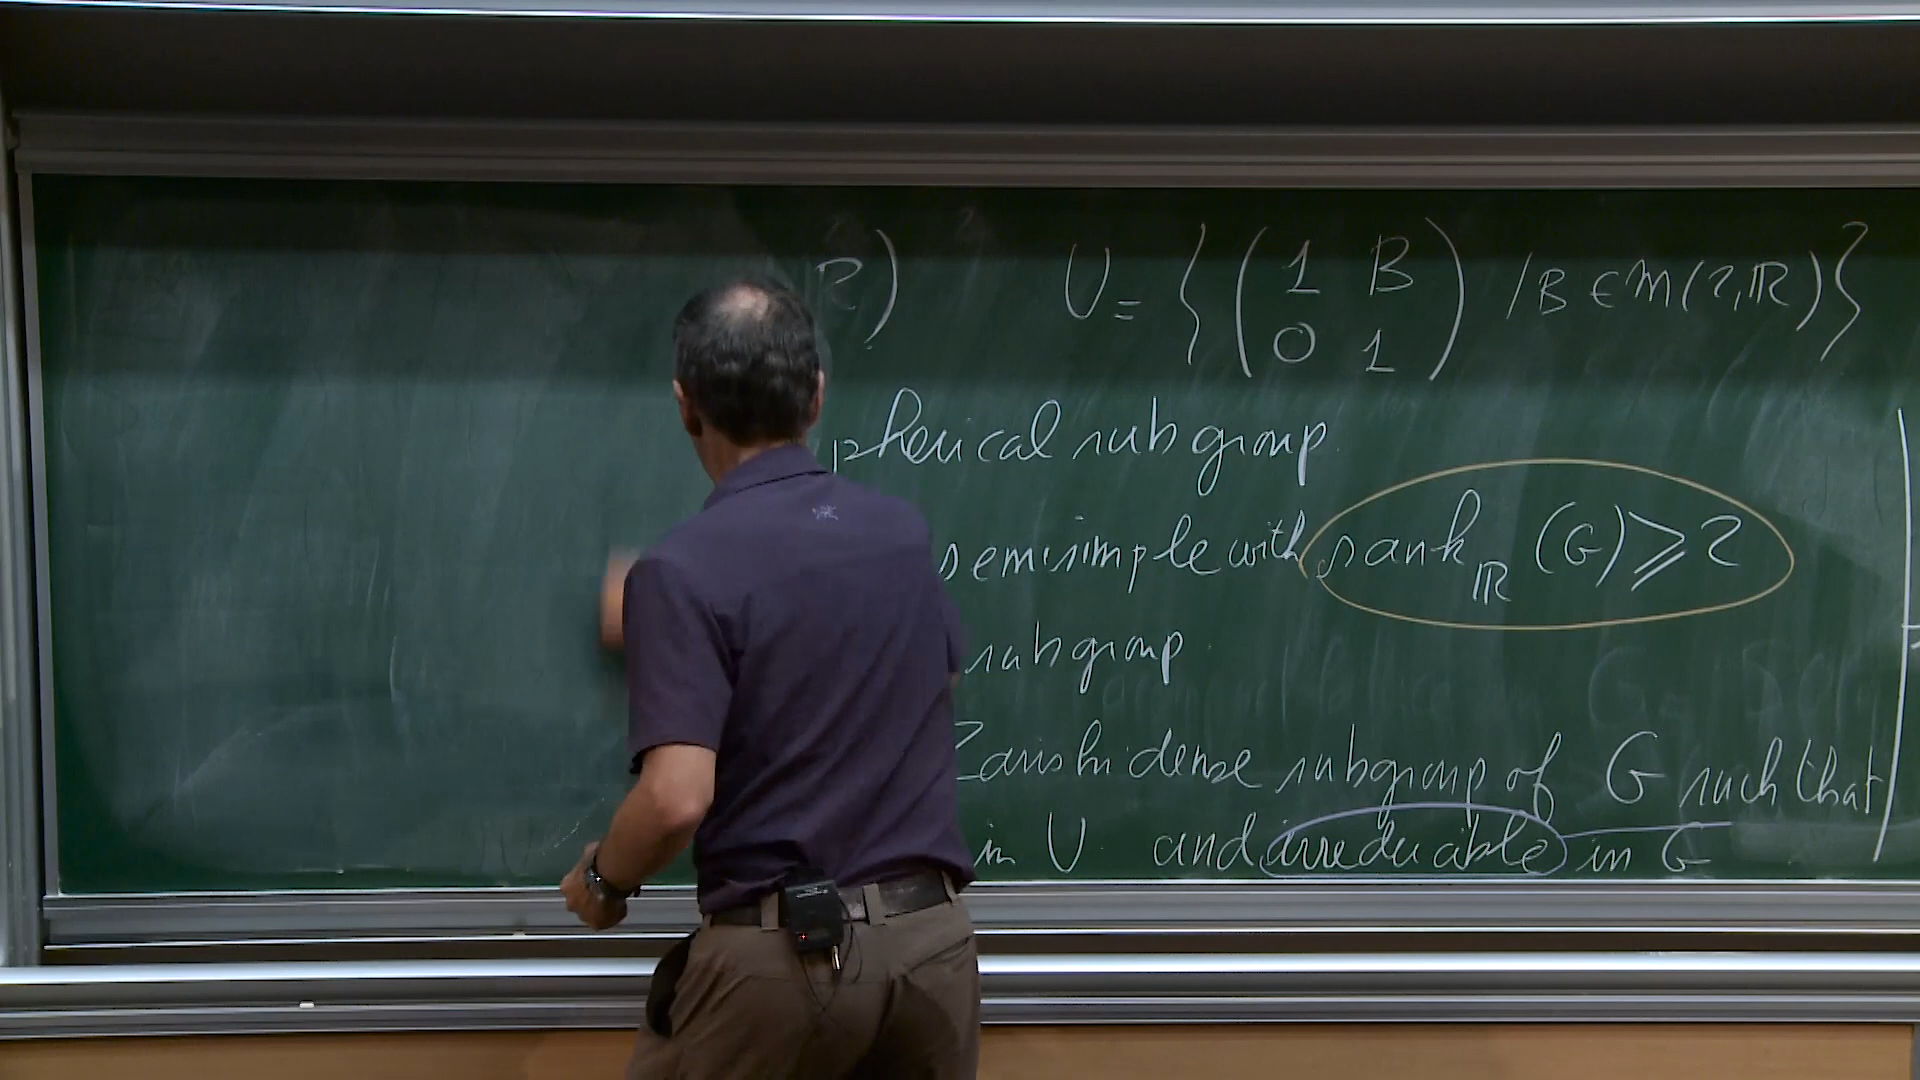 R) U = { ( 1 B / 0 1 ) / B ∈ M(2,ℝ) }
pherical subgroup
semisimple with rank_ℝ (G) ⩾ 2
subgroup
Zariski dense subgroup of G such that
in U and irreducible in G